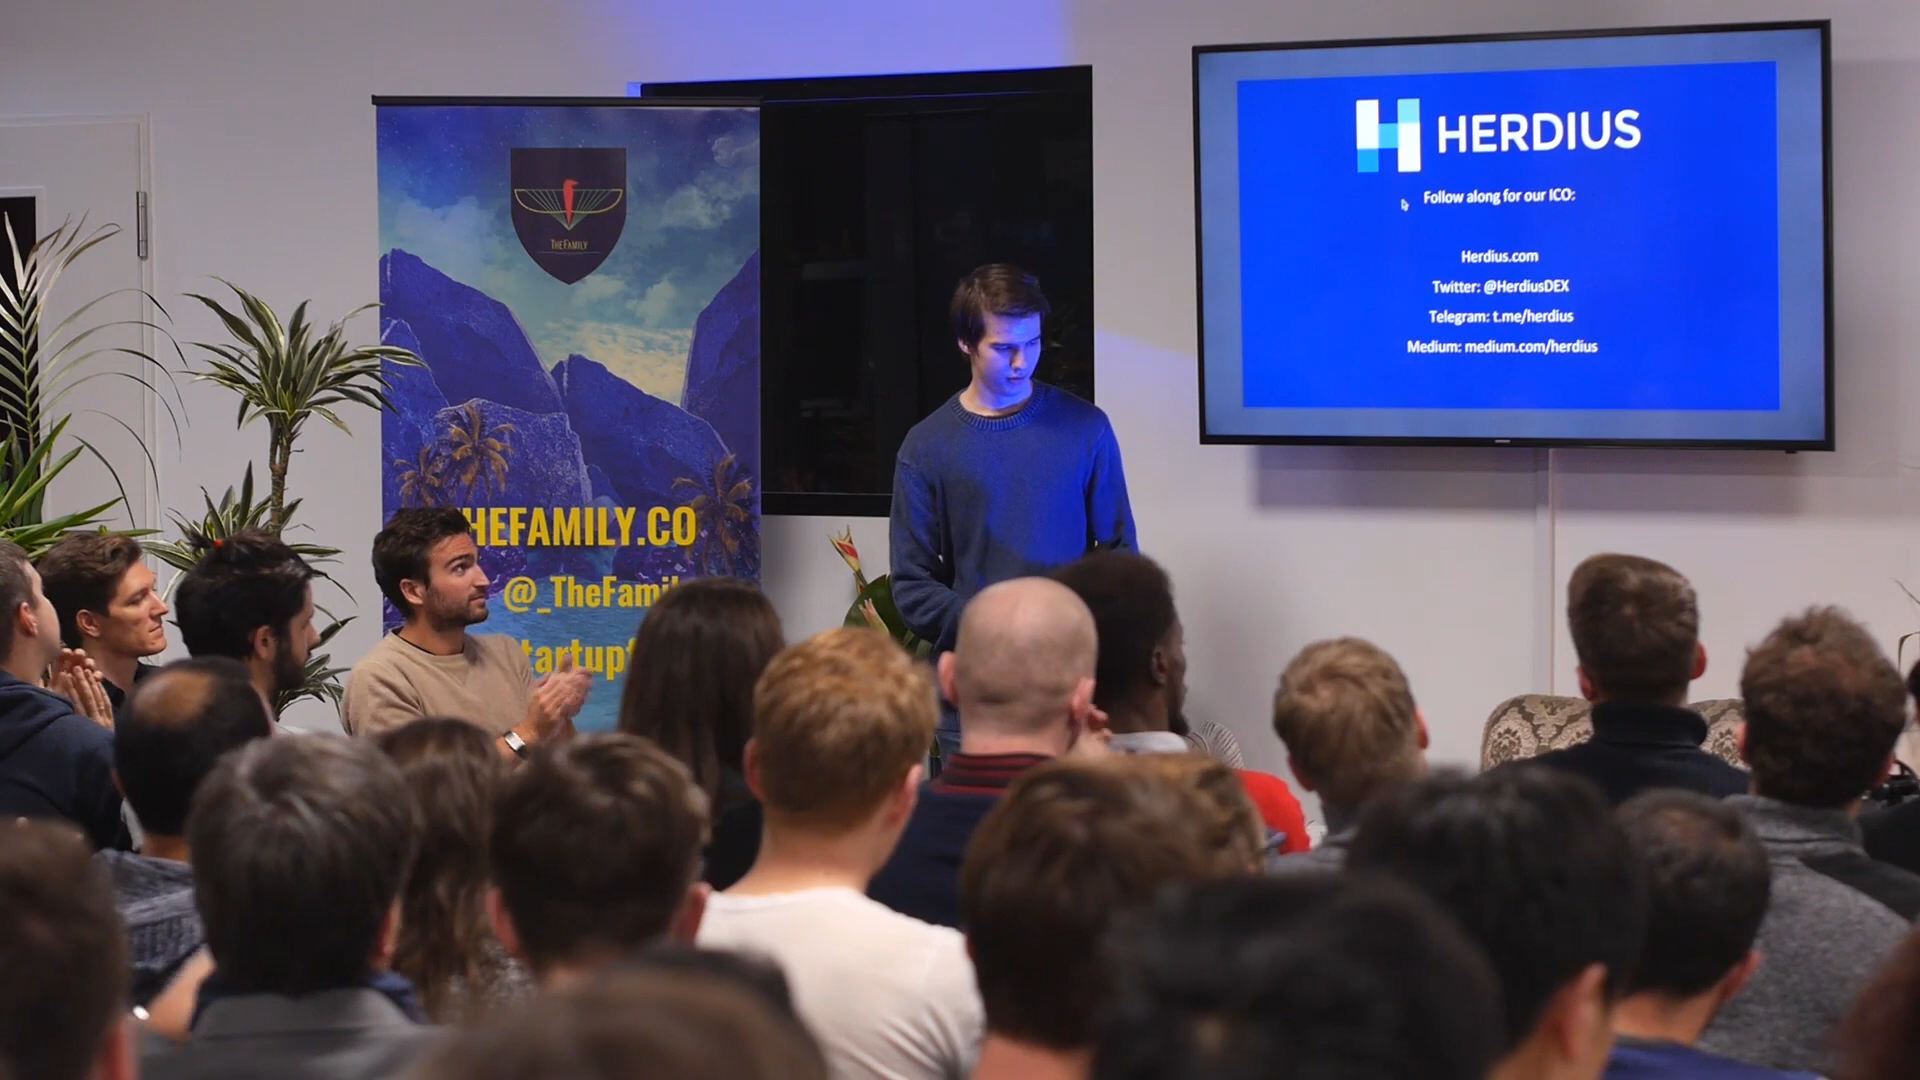 THEFAMILY
HEFAMILY.CO
@_TheFamil
tartup
HERDIUS
Follow along for our ICO:
Herdius.com
Twitter: @HerdiusDEX
Telegram: t.me/herdius
Medium: medium.com/herdius